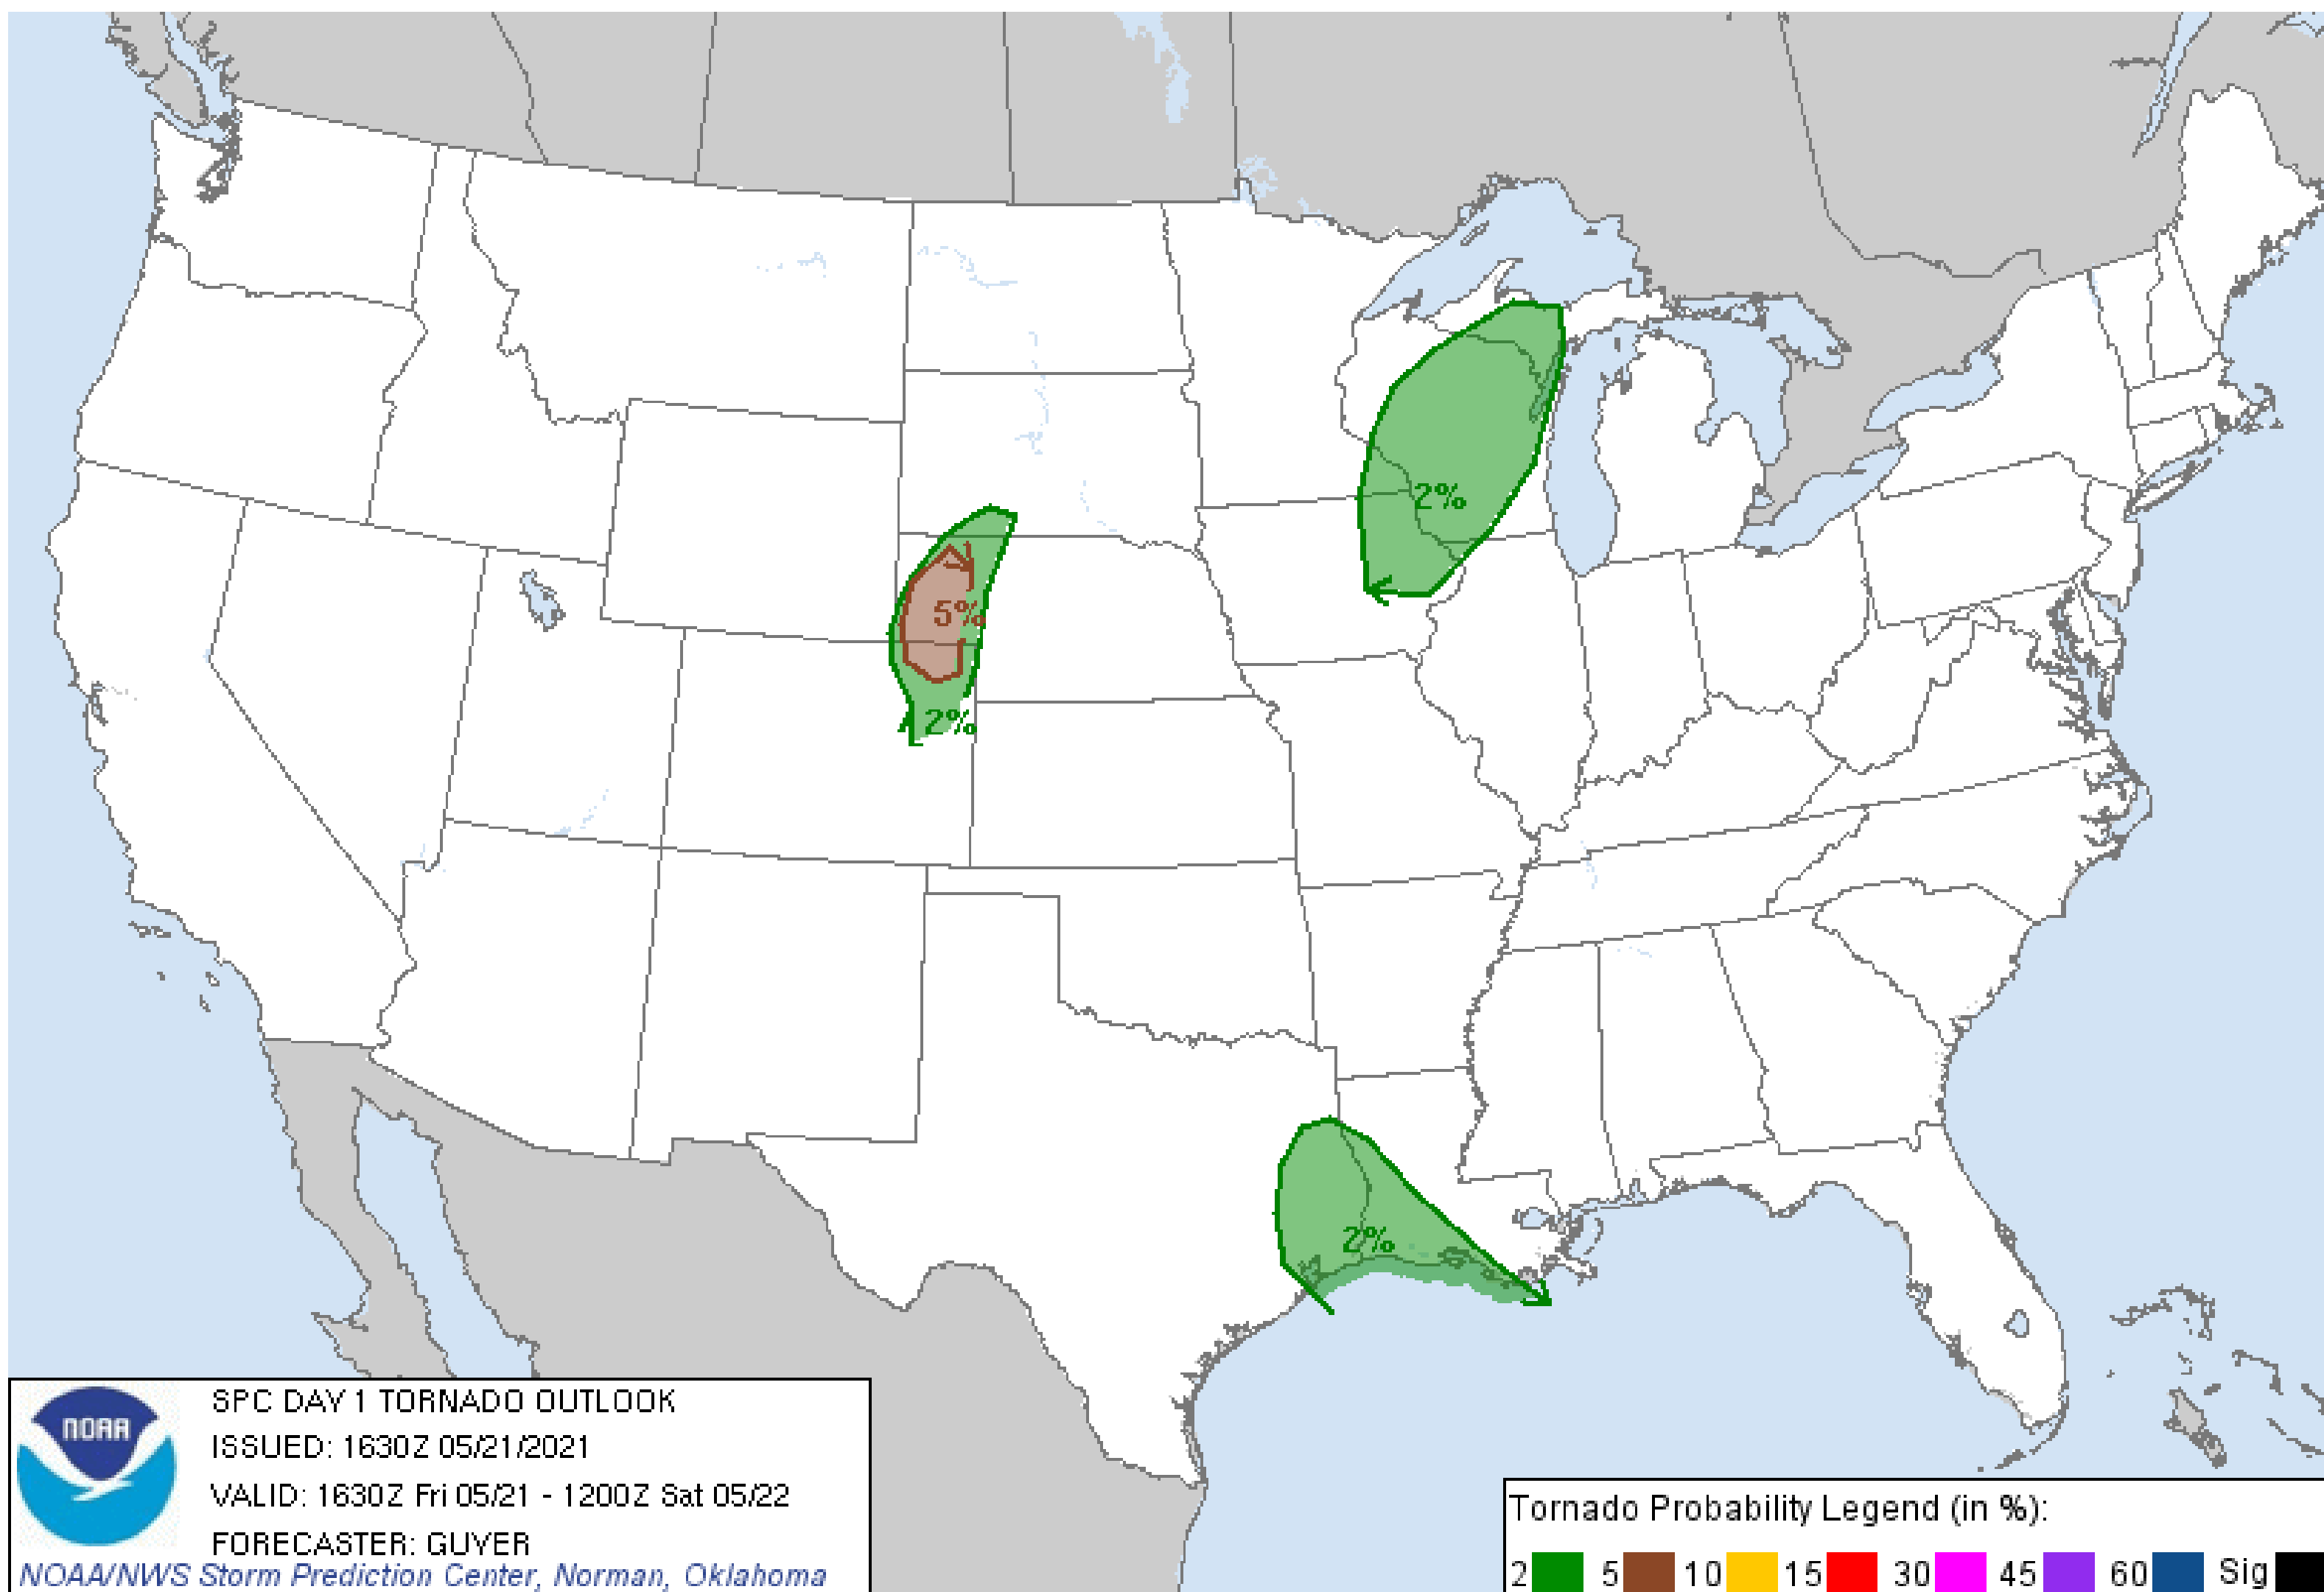 2%
5%
2%
2%
NOAA
SPC DAY 1 TORNADO OUTLOOK
ISSUED: 1630Z 05/21/2021
VALID: 1630Z Fri 05/21 - 1200Z Sat 05/22
FORECASTER: GUYER
NOAA/NWS Storm Prediction Center, Norman, Oklahoma
Tornado Probability Legend (in %):
2 5 10 15 30 45 60 Sig